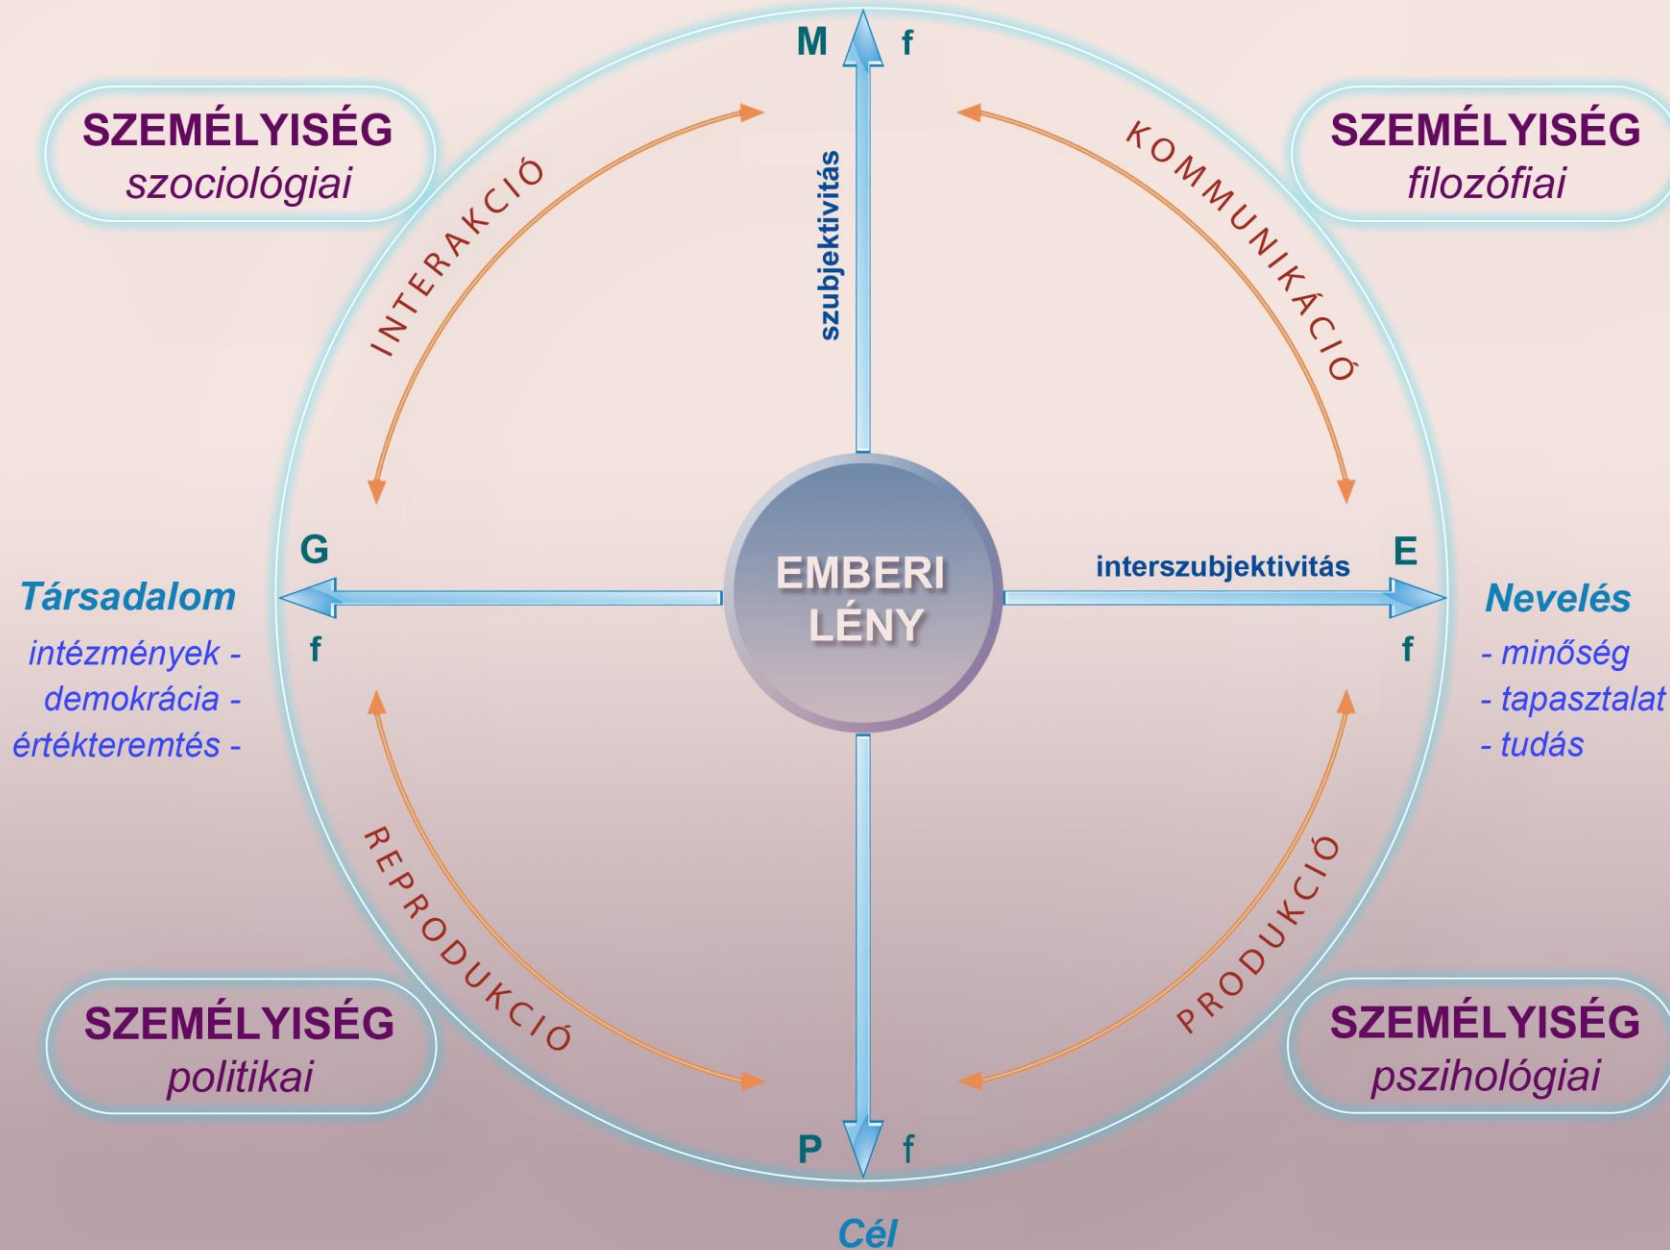 M f
SZEMÉLYISÉG
szociológiai
SZEMÉLYISÉG
filozófiai
INTERAKCIÓ
KOMMUNIKÁCIÓ
szubjektivitás
G
f
Társadalom
intézmények -
demokrácia -
értékteremtés -
EMBERI
LÉNY
interszubjektivitás
E
f
Nevelés
- minőség
- tapasztalat
- tudás
REPRODUKCIÓ
PRODUKCIÓ
SZEMÉLYISÉG
politikai
SZEMÉLYISÉG
pszihológiai
P f
Cél